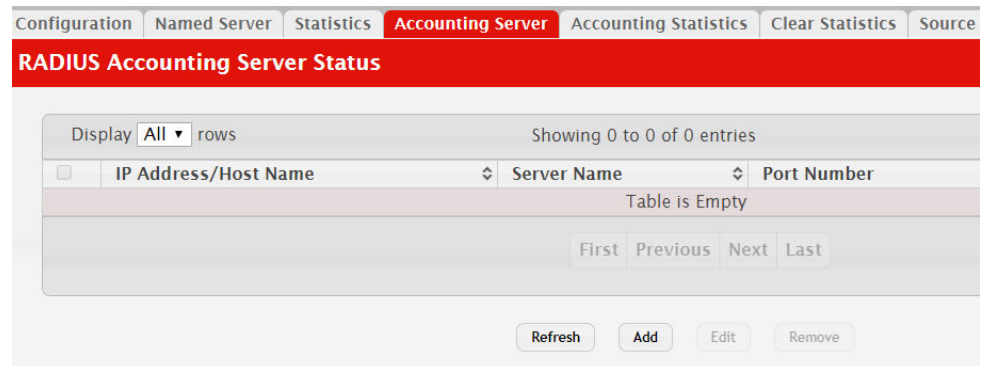 Configuration Named Server Statistics Accounting Server Accounting Statistics Clear Statistics Source
RADIUS Accounting Server Status
Display All rows Showing 0 to 0 of 0 entries
IP Address/Host Name Server Name Port Number
Table is Empty
First Previous Next Last
Refresh Add Edit Remove